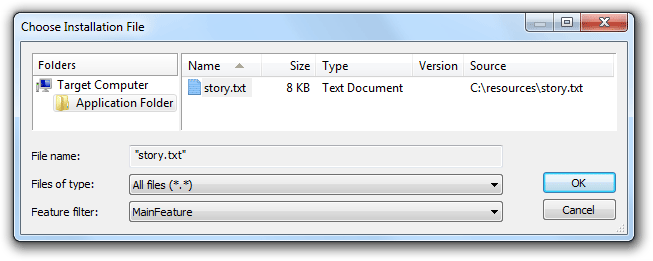 Choose Installation File
Folders
Name Size Type Version Source
Target Computer
Application Folder
story.txt 8 KB Text Document C:\resources\story.txt
File name: "story.txt"
Files of type: All files (*.*)
OK
Feature filter: MainFeature
Cancel